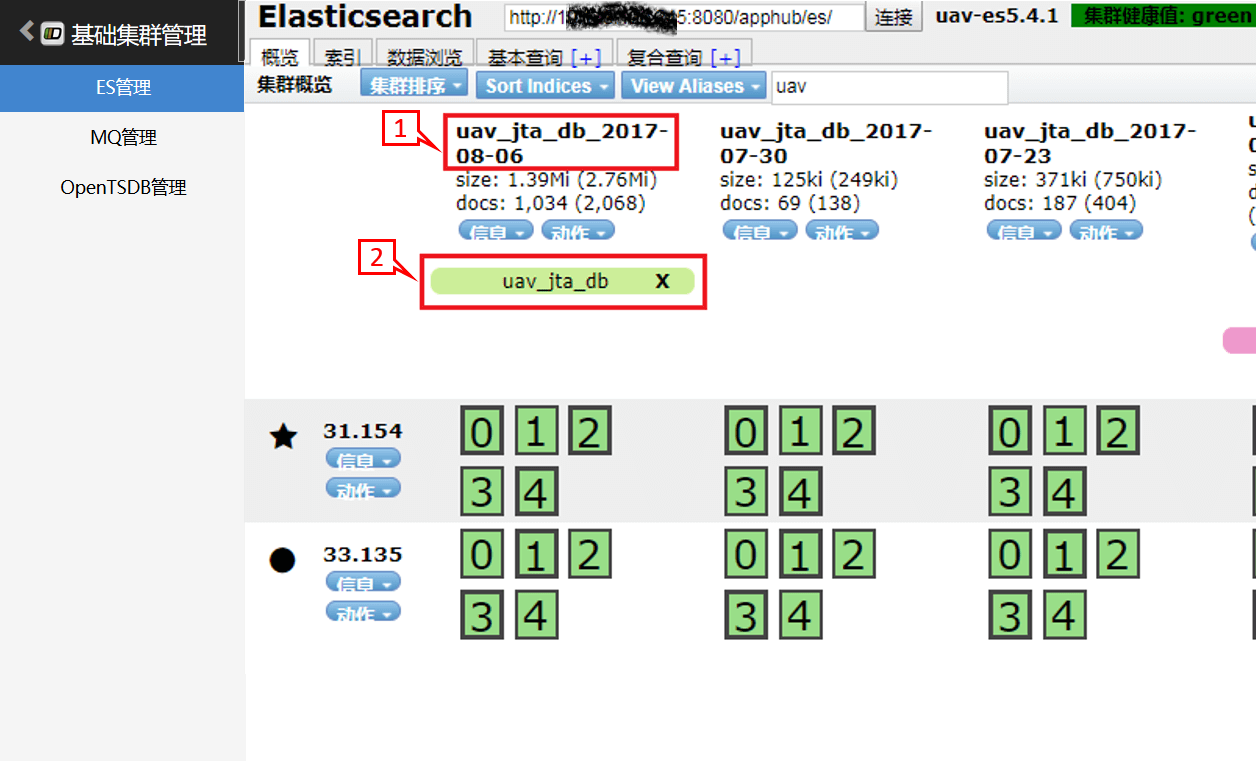 基础集群管理
ES管理
MQ管理
OpenTSDB管理
Elasticsearch
http://1 5:8080/apphub/es/ 连接 uav-es5.4.1 集群健康值: green
概览 索引 数据浏览 基本查询 [+] 复合查询 [+]
集群概览 集群排序 Sort Indices View Aliases uav
1
uav_jta_db_2017-
08-06
size: 1.39Mi (2.76Mi)
docs: 1,034 (2,068)
信息 动作
uav_jta_db_2017-
07-30
size: 125ki (249ki)
docs: 69 (138)
信息 动作
uav_jta_db_2017-
07-23
size: 371ki (750ki)
docs: 187 (404)
信息 动作
2
uav_jta_db X
31.154
信息
动作
0 1 2 0 1 2 0 1 2
3 4 3 4 3 4
33.135
信息
动作
0 1 2 0 1 2 0 1 2
3 4 3 4 3 4